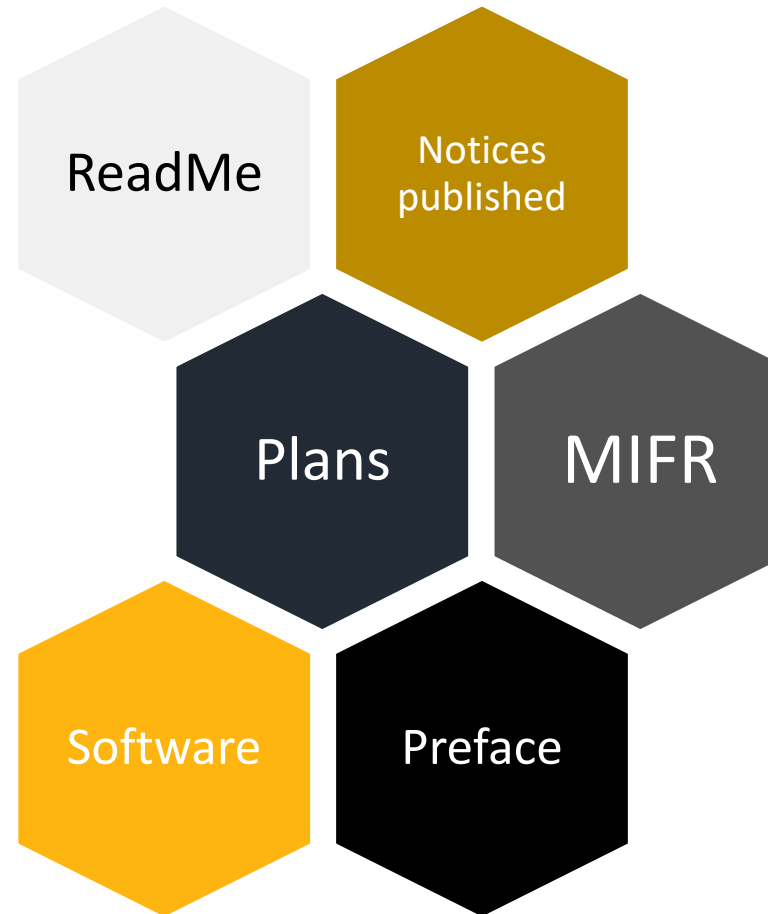 ReadMe
Notices
published
Plans
MIFR
Software
Preface